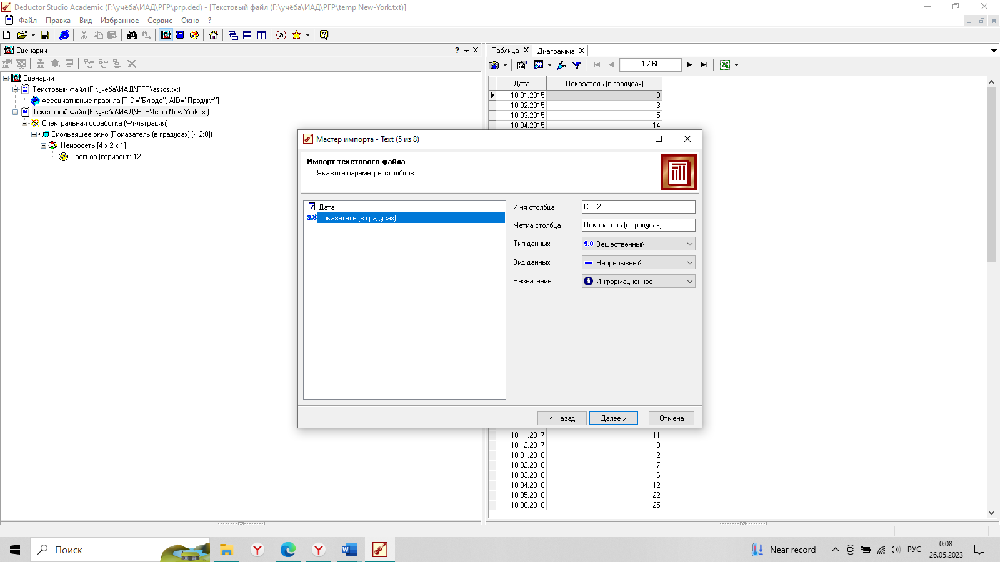 Deductor Studio Academic (F:\учёба\ИАД\РГР\ргр.ded) - [Текстовый файл (F:\учёба\ИАД\РГР\temp New-York.txt)]
Файл Правка Вид Избранное Сервис Окно ?
Сценарии
Сценарии
Текстовый файл (F:\учёба\ИАД\РГР\assos.txt)
Ассоциативные правила [TID="Блюдо"; AID="Продукт"]
Текстовый файл (F:\учёба\ИАД\РГР\temp New-York.txt)
Спектральная обработка (Фильтрация)
Скользящее окно (Показатель (в градусах) [-12:0])
Нейросеть [4 x 2 x 1]
Прогноз (горизонт: 12)
Таблица Диаграмма
1 / 60
Дата Показатель (в градусах)
10.01.2015 0
10.02.2015 -3
10.03.2015 5
10.04.2015 14
Мастер импорта - Text (5 из 8)
Импорт текстового файла
Укажите параметры столбцов
Дата
9.0 Показатель (в градусах)
Имя столбца COL2
Метка столбца Показатель (в градусах)
Тип данных 9.0 Вещественный
Вид данных Непрерывный
Назначение Информационное
< Назад Далее > Отмена
10.11.2017 11
10.12.2017 3
10.01.2018 2
10.02.2018 7
10.03.2018 6
10.04.2018 12
10.05.2018 22
10.06.2018 25
Поиск
Near record
РУС
0:08
26.05.2023